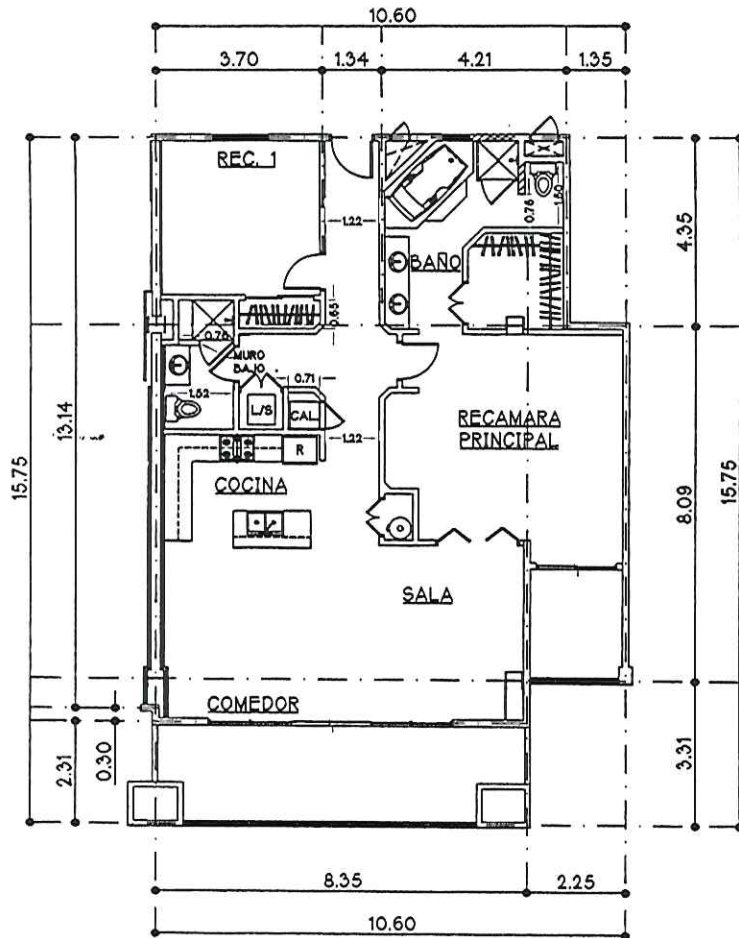 10.60
3.70
1.34
4.21
1.35
REC. 1
1.22
0.76
1.50
4.35
BAÑO
0.65
0.76
MURO
BAJO
0.71
1.52
L/S
CAL.
RECAMARA
PRINCIPAL
13.14
15.75
1.22
R
COCINA
8.09
15.75
SALA
COMEDOR
2.31
0.30
3.31
8.35
2.25
10.60